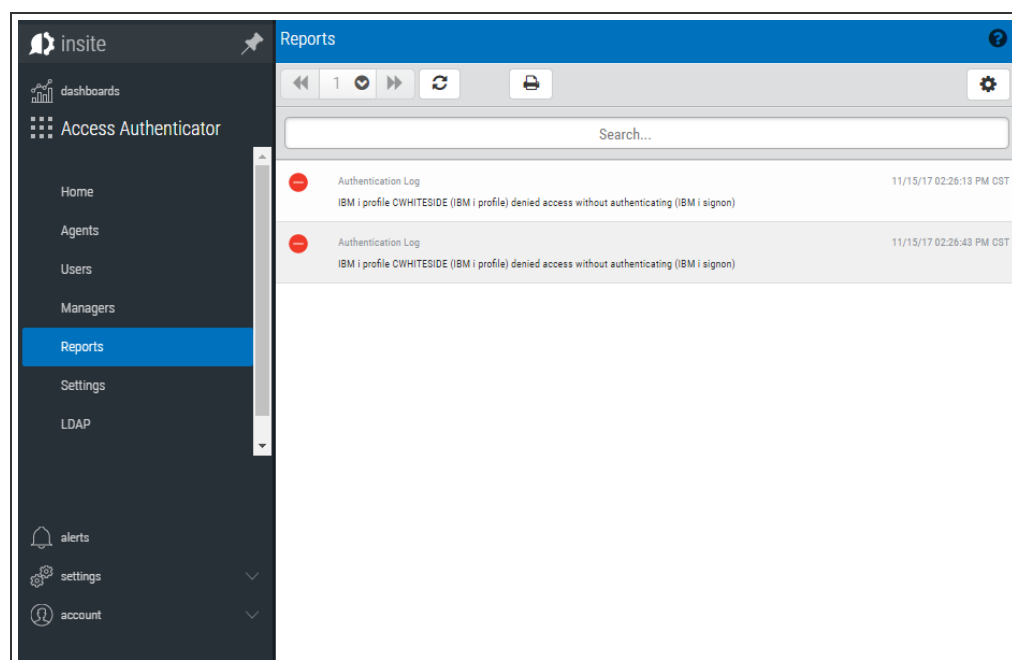 insite
dashboards
Access Authenticator
Home
Agents
Users
Managers
Reports
Settings
LDAP
alerts
settings
account
Reports
?
1
Search...
Authentication Log 11/15/17 02:26:13 PM CST
IBM i profile CWHITESIDE (IBM i profile) denied access without authenticating (IBM i signon)
Authentication Log 11/15/17 02:26:43 PM CST
IBM i profile CWHITESIDE (IBM i profile) denied access without authenticating (IBM i signon)